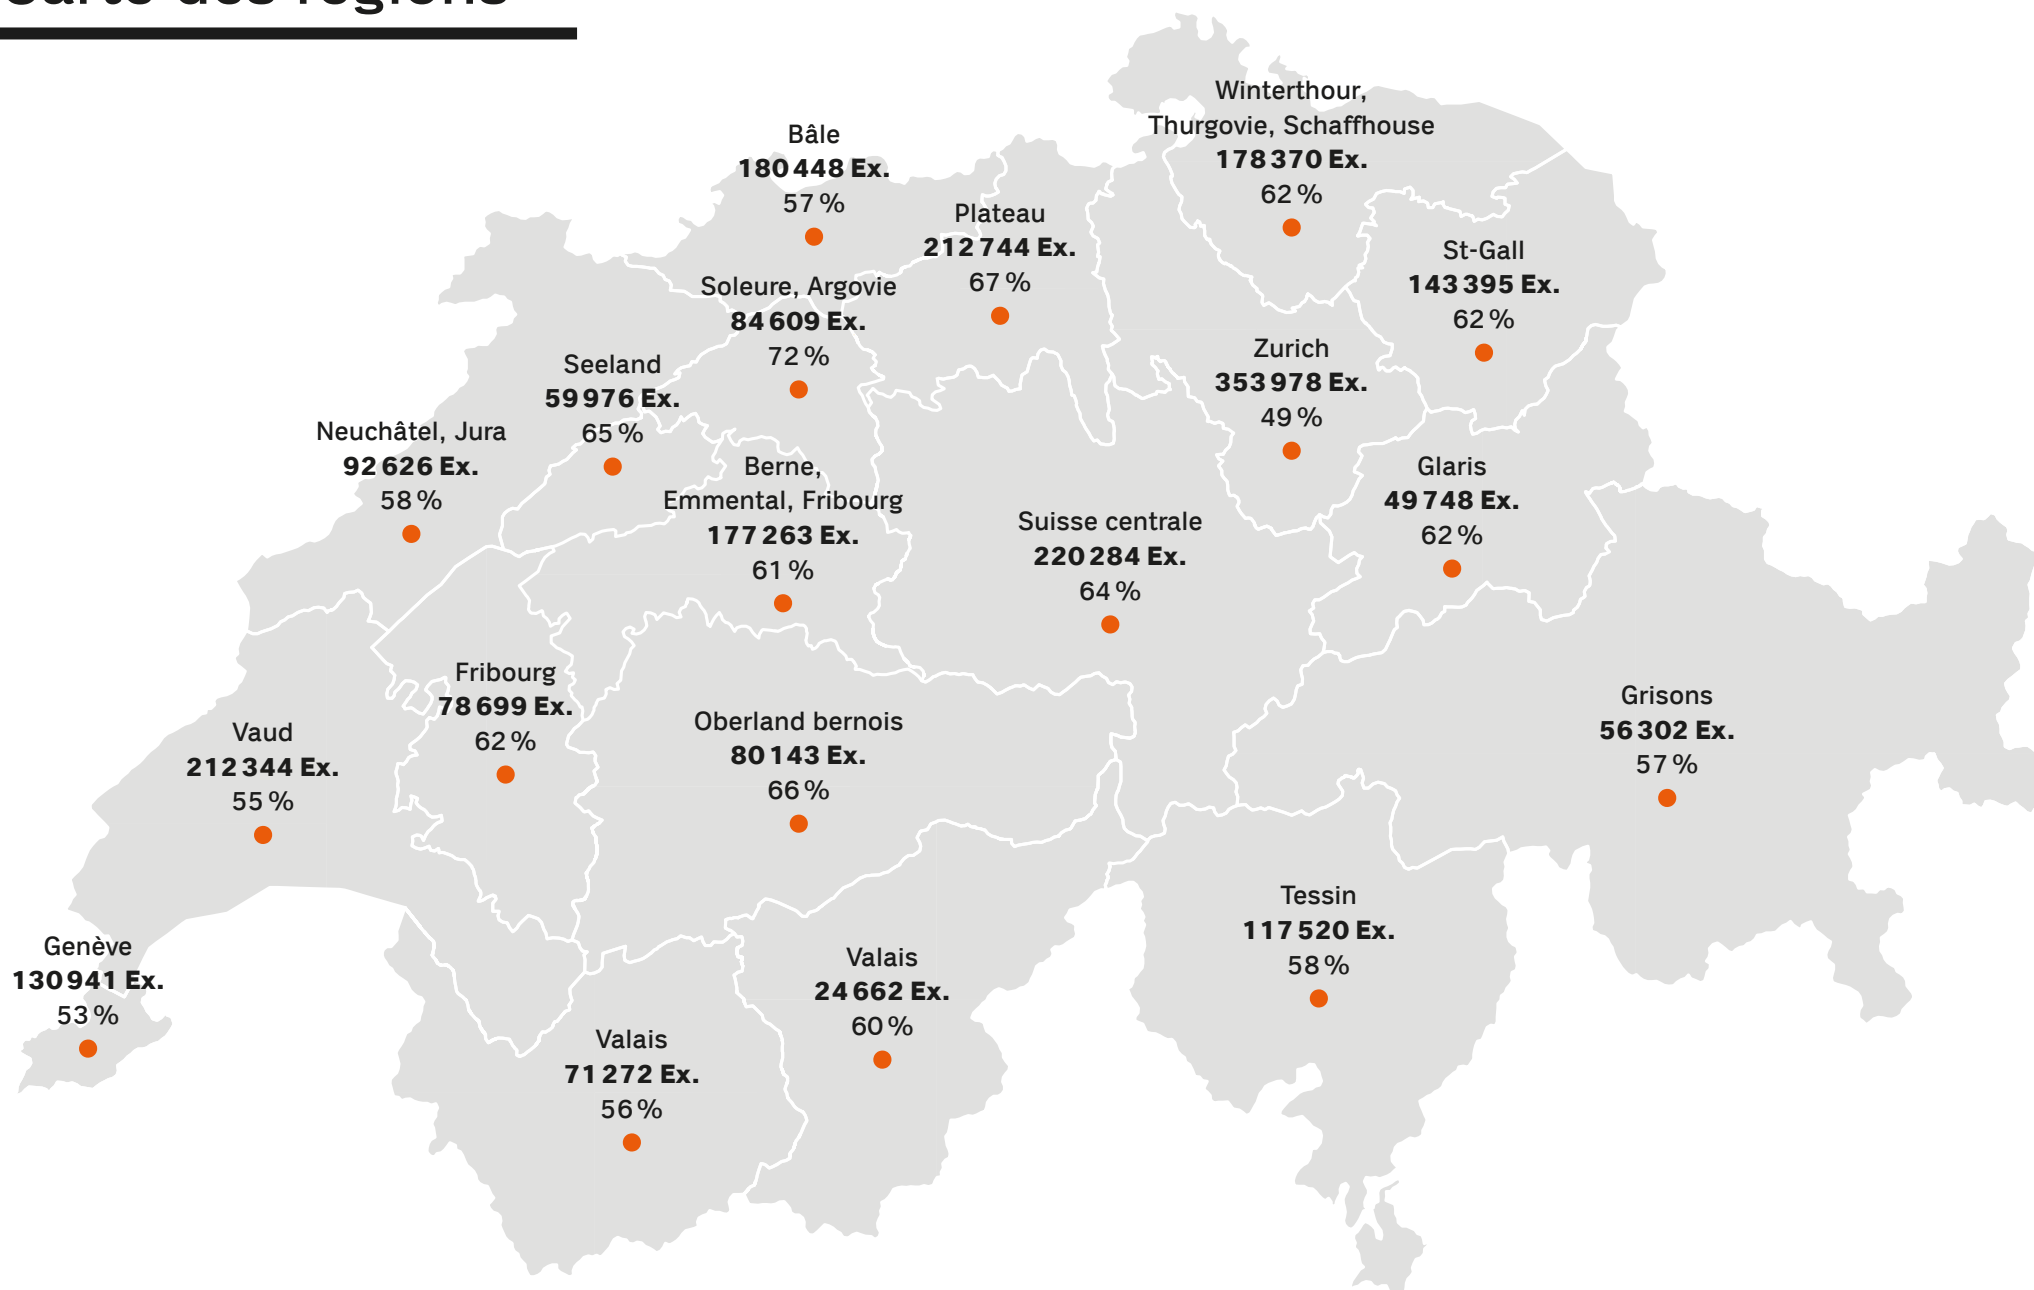 Carte des régions
Winterthour,
Thurgovie, Schaffhouse
178 370 Ex.
62 %
Bâle
180 448 Ex.
57 %
Plateau
212 744 Ex.
67 %
St-Gall
143 395 Ex.
62 %
Soleure, Argovie
84 609 Ex.
72 %
Zurich
353 978 Ex.
49 %
Seeland
59 976 Ex.
65 %
Neuchâtel, Jura
92 626 Ex.
58 %
Berne,
Emmental, Fribourg
177 263 Ex.
61 %
Glaris
49 748 Ex.
62 %
Suisse centrale
220 284 Ex.
64 %
Fribourg
78 699 Ex.
62 %
Grisons
56 302 Ex.
57 %
Oberland bernois
80 143 Ex.
66 %
Vaud
212 344 Ex.
55 %
Tessin
117 520 Ex.
58 %
Genève
130 941 Ex.
53 %
Valais
24 662 Ex.
60 %
Valais
71 272 Ex.
56 %